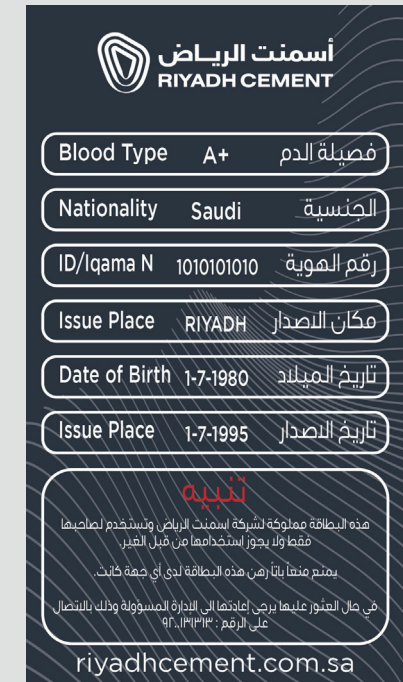 أسمنت الرياض
RIYADH CEMENT
Blood Type A+ فصيلة الدم
Nationality Saudi الجنسية
ID/Iqama N 1010101010 رقم الهوية
Issue Place RIYADH مكان الاصدار
Date of Birth 1-7-1980 تاريخ الميلاد
Issue Place 1-7-1995 تاريخ الاصدار
تنبيه
هذه البطاقة مملوكة لشركة اسمنت الرياض وتستخدم لصاحبها
فقط ولا يجوز استخدامها من قبل الغير.
يمنع منعا باتا رهن هذه البطاقة لدى أي جهة كانت.
في حال العثور عليها يرجى إعادتها الى الإدارة المسؤولة وذلك بالاتصال
على الرقم : ٩٢٠٠١٣١٣١٣
riyadhcement.com.sa